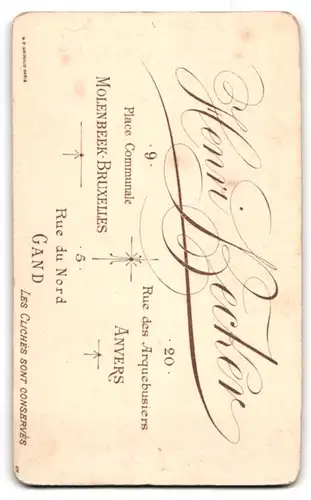 Henri Becker
9.
Place Communale
MOLENBEEK-BRUXELLES
20.
Rue des Arquebusiers
ANVERS
5.
Rue du Nord
GAND
LES CLICHÉS SONT CONSERVÉS